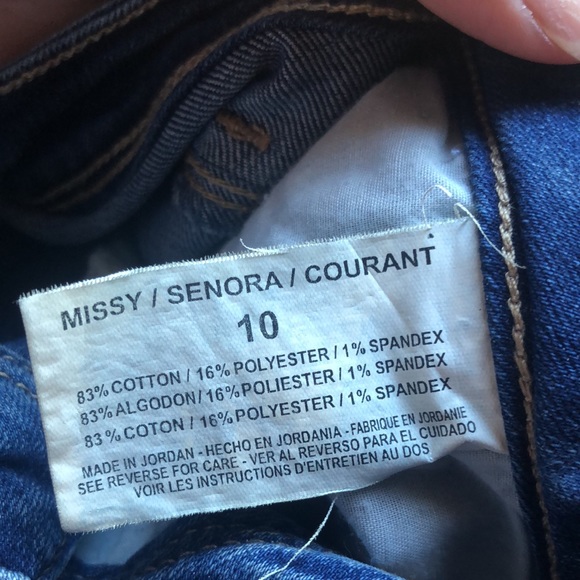 MISSY / SENORA / COURANT
10
83% COTTON / 16% POLYESTER / 1% SPANDEX
83% ALGODON/ 16% POLIESTER / 1% SPANDEX
83% COTON / 16% POLYESTER / 1% SPANDEX
MADE IN JORDAN - HECHO EN JORDANIA - FABRIQUE EN JORDANIE
SEE REVERSE FOR CARE - VER AL REVERSO PARA EL CUIDADO
VOIR LES INSTRUCTIONS D'ENTRETIEN AU DOS